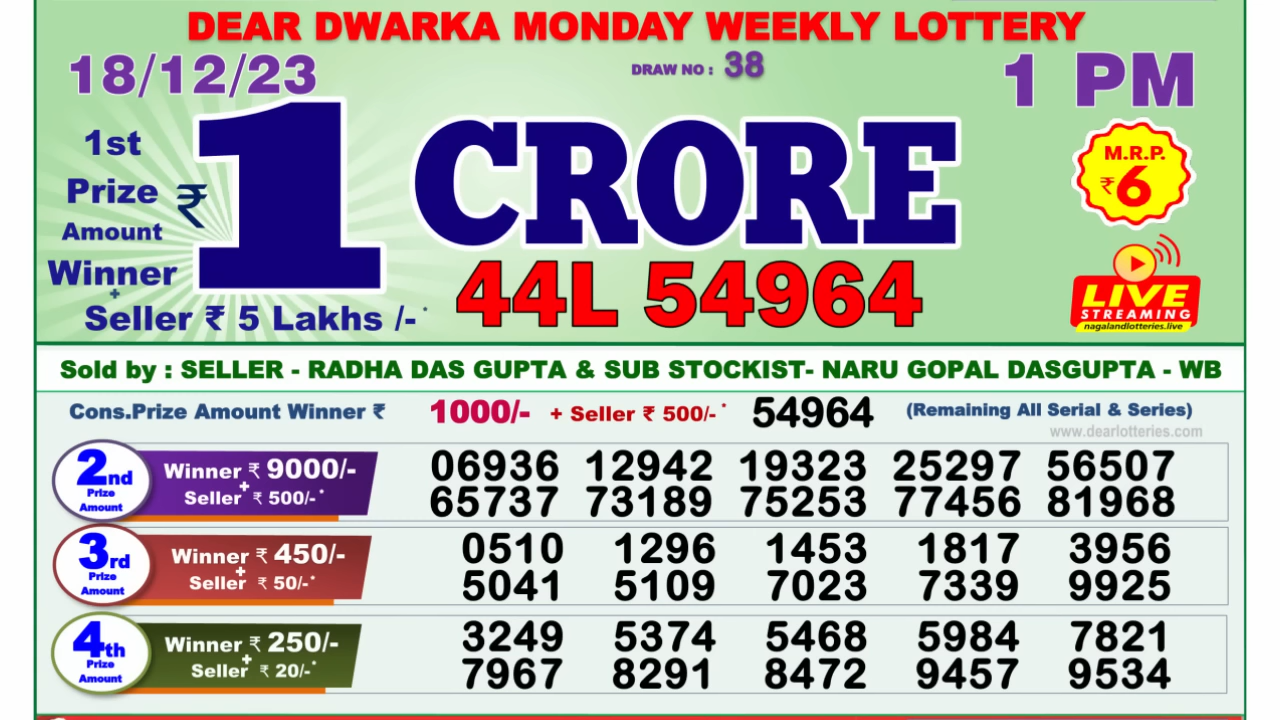 DEAR DWARKA MONDAY WEEKLY LOTTERY
18/12/23
DRAW NO : 38
1 PM
1st
Prize
Amount
Winner
+
Seller ₹ 5 Lakhs /-*
₹ 1 CRORE
44L 54964
M.R.P.
₹6
LIVE
STREAMING
nagalandlotteries.live
Sold by : SELLER - RADHA DAS GUPTA & SUB STOCKIST- NARU GOPAL DASGUPTA - WB
Cons.Prize Amount Winner ₹ 1000/- + Seller ₹ 500/-* 54964 (Remaining All Serial & Series)
www.dearlotteries.com
2nd
Prize
Amount
Winner ₹ 9000/-
+
Seller ₹ 500/-*
06936 12942 19323 25297 56507
65737 73189 75253 77456 81968
3rd
Prize
Amount
Winner ₹ 450/-
+
Seller ₹ 50/-*
0510 1296 1453 1817 3956
5041 5109 7023 7339 9925
4th
Prize
Amount
Winner ₹ 250/-
+
Seller ₹ 20/-*
3249 5374 5468 5984 7821
7967 8291 8472 9457 9534